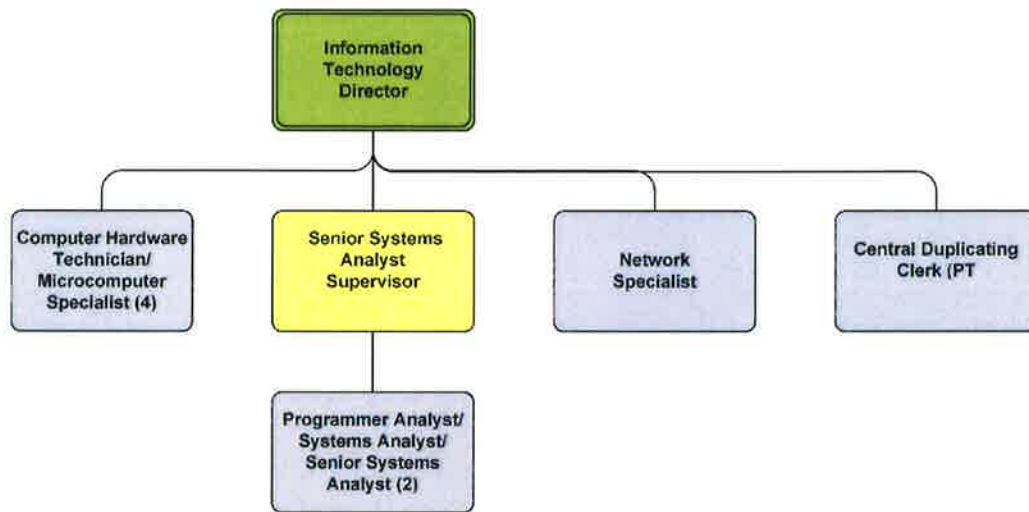 Information
Technology
Director
Computer Hardware
Technician/
Microcomputer
Specialist (4)
Senior Systems
Analyst
Supervisor
Network
Specialist
Central Duplicating
Clerk (PT
Programmer Analyst/
Systems Analyst/
Senior Systems
Analyst (2)